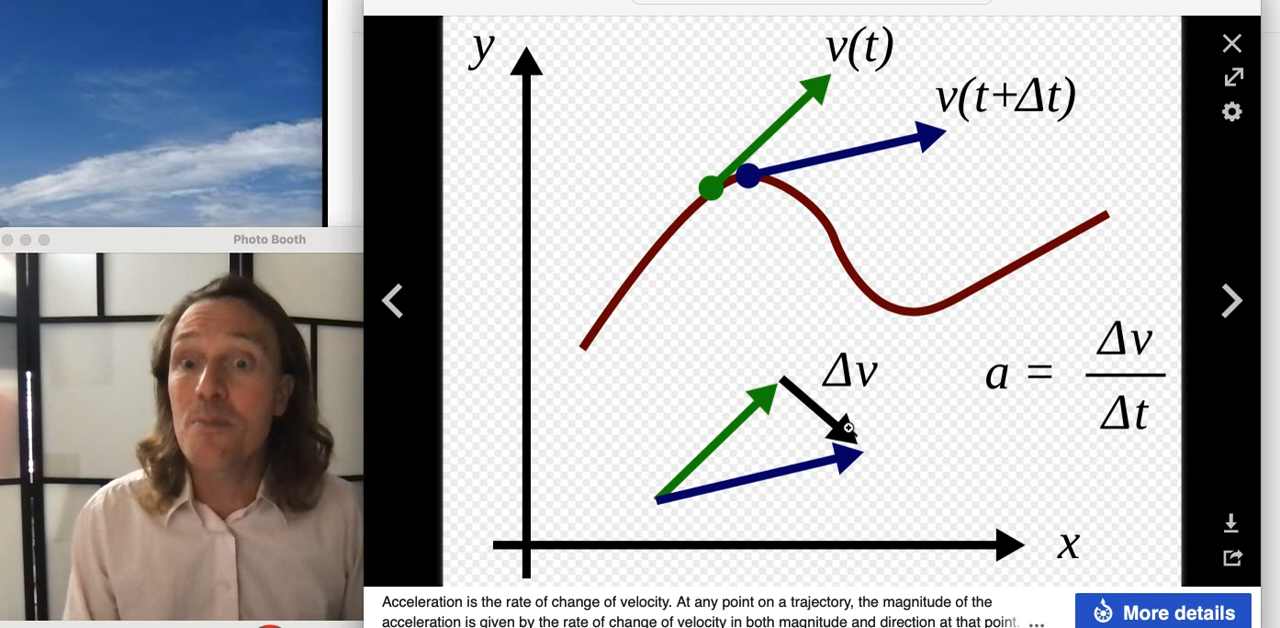 y
v(t)
v(t+Δt)
Photo Booth
Δv
a = Δv/Δt
x
Acceleration is the rate of change of velocity. At any point on a trajectory, the magnitude of the
acceleration is given by the rate of change of velocity in both magnitude and direction at that point. ...
More details